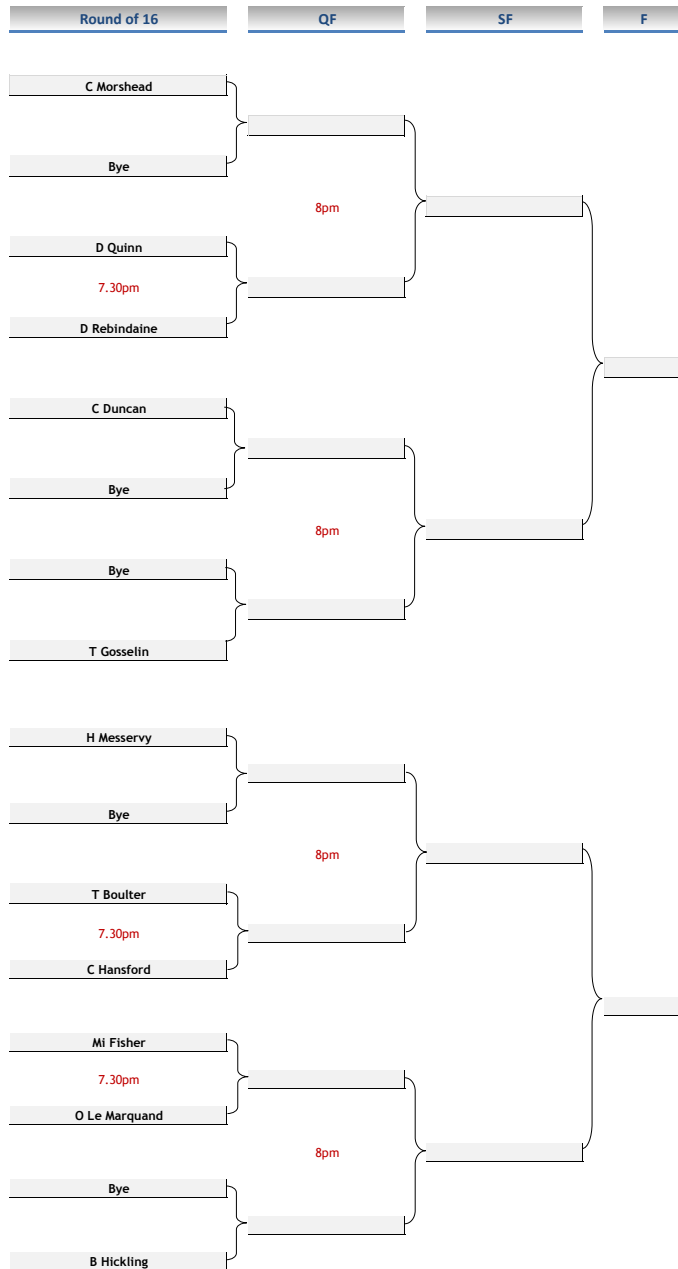 Round of 16 QF SF F
C Morshead
Bye
8pm
D Quinn
7.30pm
D Rebindaine
C Duncan
Bye
8pm
Bye
T Gosselin
H Messervy
Bye
8pm
T Boulter
7.30pm
C Hansford
Mi Fisher
7.30pm
O Le Marquand
8pm
Bye
B Hickling